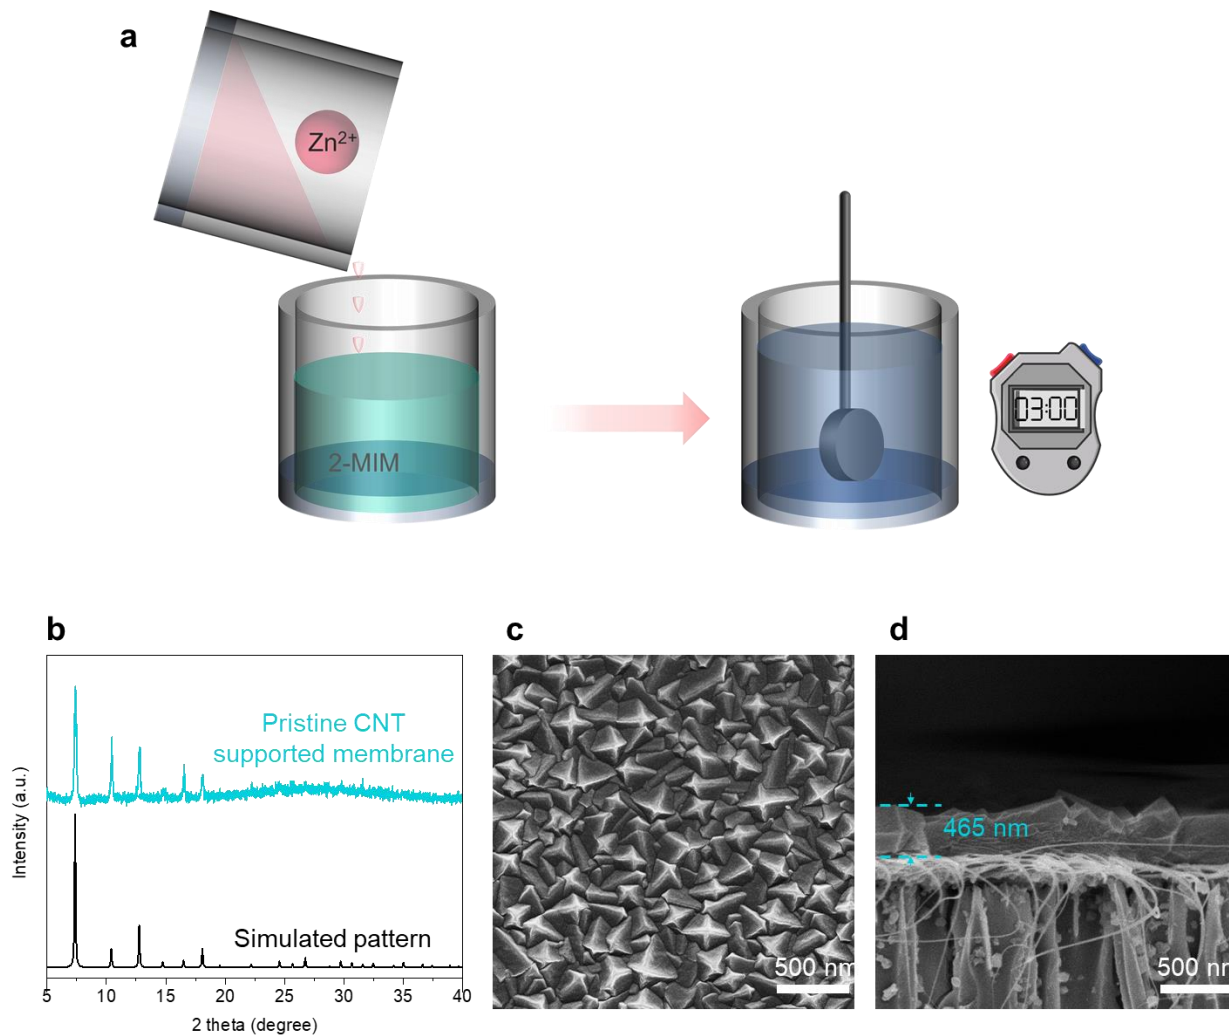 a
Zn²⁺
2-MIM
03:00
b
Intensity (a.u.)
Pristine CNT
supported membrane
Simulated pattern
5 10 15 20 25 30 35 40
2 theta (degree)
c
500 nm
d
465 nm
500 nm